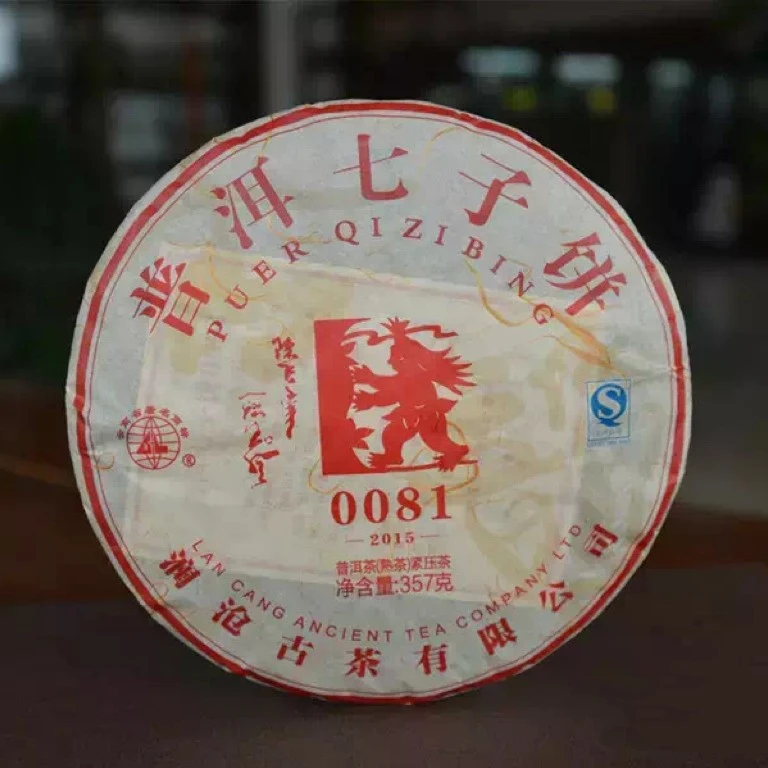 普洱七子饼
PUER QIZIBING
0081
2015
普洱茶(熟茶)紧压茶
净含量:357克
LAN CANG ANCIENT TEA COMPANY LTD
澜沧古茶有限公司